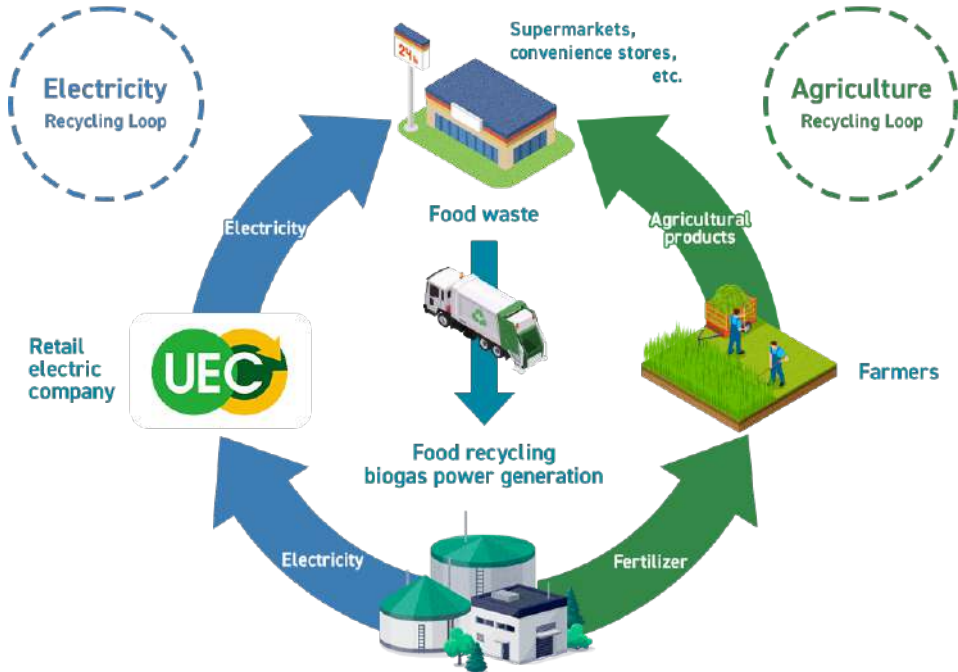 Electricity
Recycling Loop
24h
Supermarkets,
convenience stores,
etc.
Agriculture
Recycling Loop
Electricity
Food waste
Agricultural
products
Retail
electric
company
UEC
Farmers
Food recycling
biogas power generation
Electricity
Fertilizer